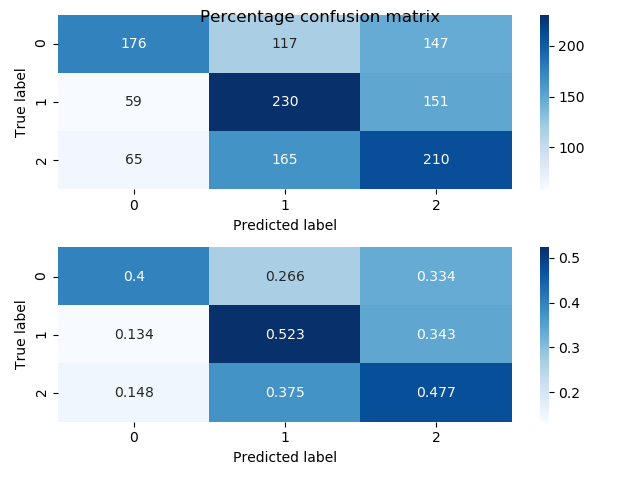 Percentage confusion matrix
True label
0 176 117 147
1 59 230 151
2 65 165 210
0 1 2
Predicted label
200
150
100
True label
0 0.4 0.266 0.334
1 0.134 0.523 0.343
2 0.148 0.375 0.477
0 1 2
Predicted label
0.5
0.4
0.3
0.2